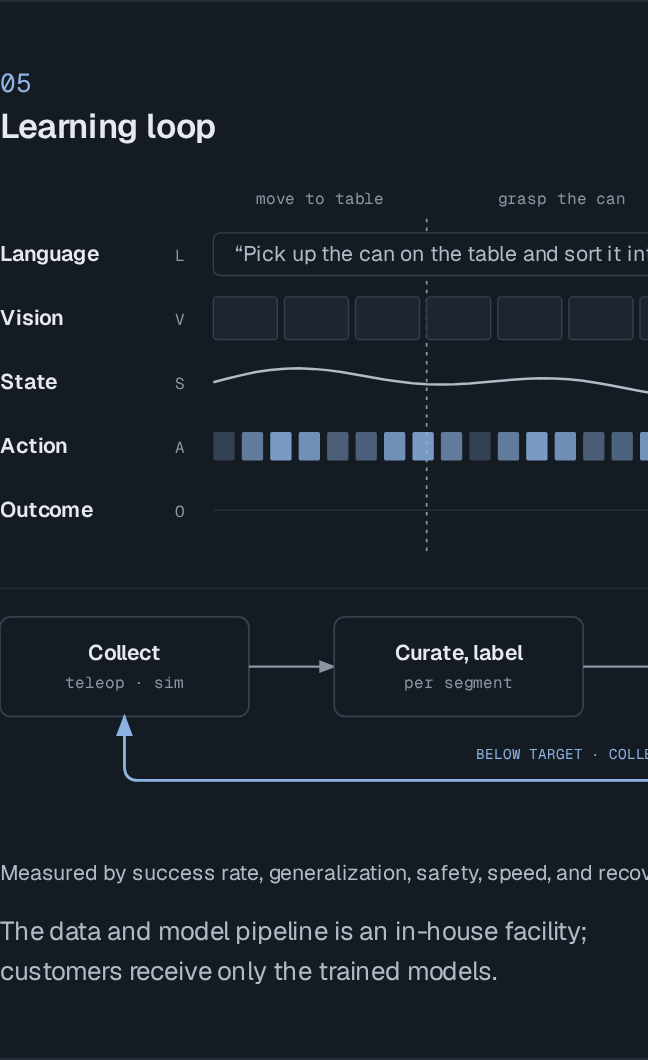 05
Learning loop
move to table grasp the can
Language L “Pick up the can on the table and sort it
Vision V
State S
Action A
Outcome O
Collect Curate, label
teleop · sim per segment
BELOW TARGET ·
Measured by success rate, generalization, safety, speed, and
The data and model pipeline is an in-house facility;
customers receive only the trained models.